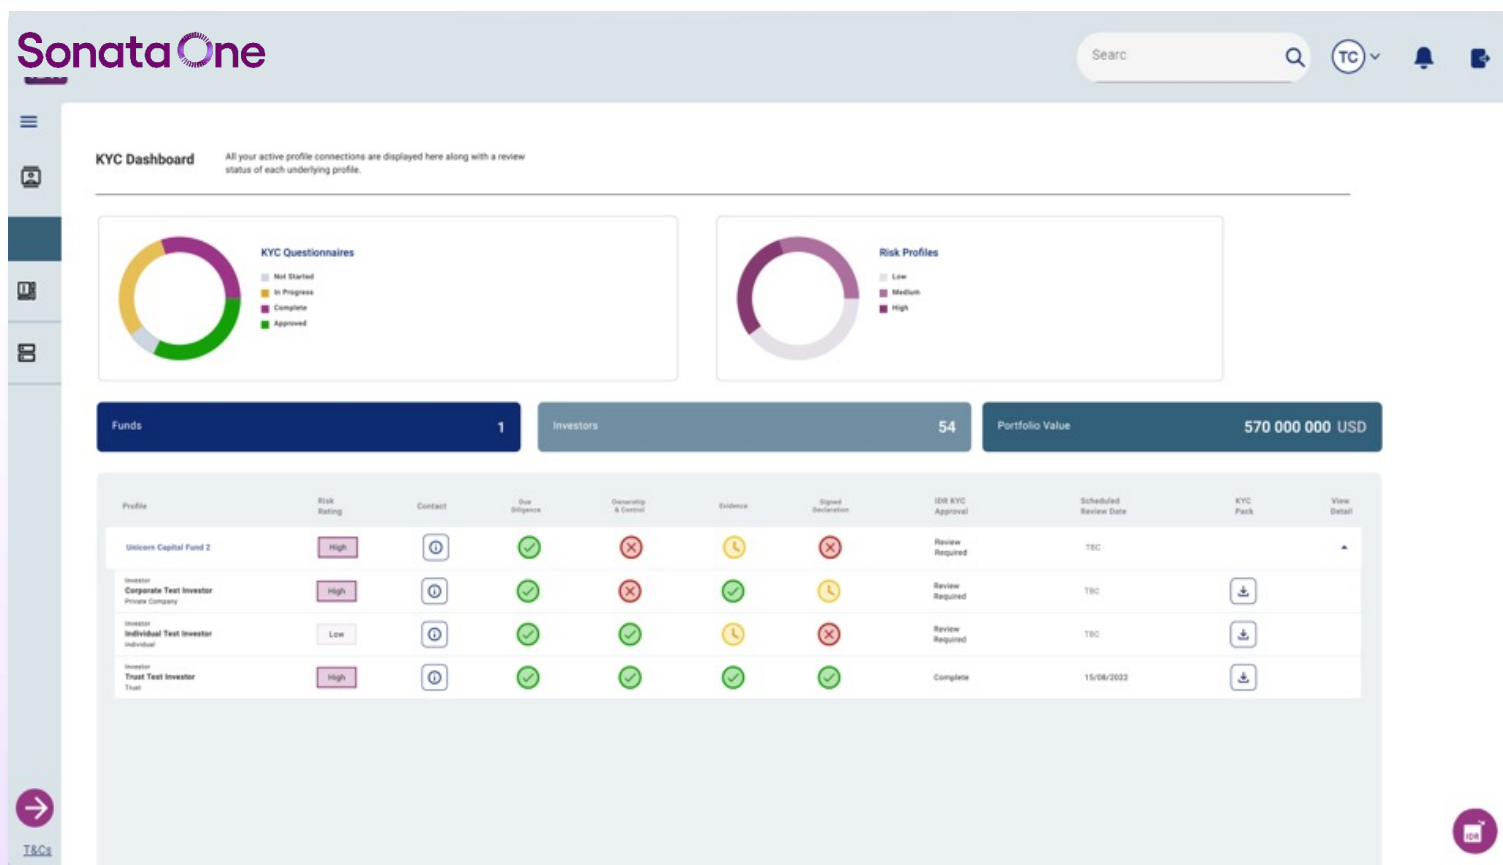 Sonata One
Searc
TC
KYC Dashboard
All your active profile connections are displayed here along with a review
status of each underlying profile.
KYC Questionnaires
Not Started
In Progress
Complete
Approved
Risk Profiles
Low
Medium
High
Funds 1
Investors 54
Portfolio Value 570 000 000 USD
Profile
Risk
Rating
Contact
Due
Diligence
Ownership
& Control
Evidence
Signed
Declaration
IDR KYC
Approval
Scheduled
Review Date
KYC
Pack
View
Detail
Unicorn Capital Fund 2
High
Review
Required
TBC
Investor
Corporate Test Investor
Private Company
High
Review
Required
TBC
Investor
Individual Test Investor
Individual
Low
Review
Required
TBC
Investor
Trust Test Investor
Trust
High
Complete
15/08/2022
T&Cs
IDR